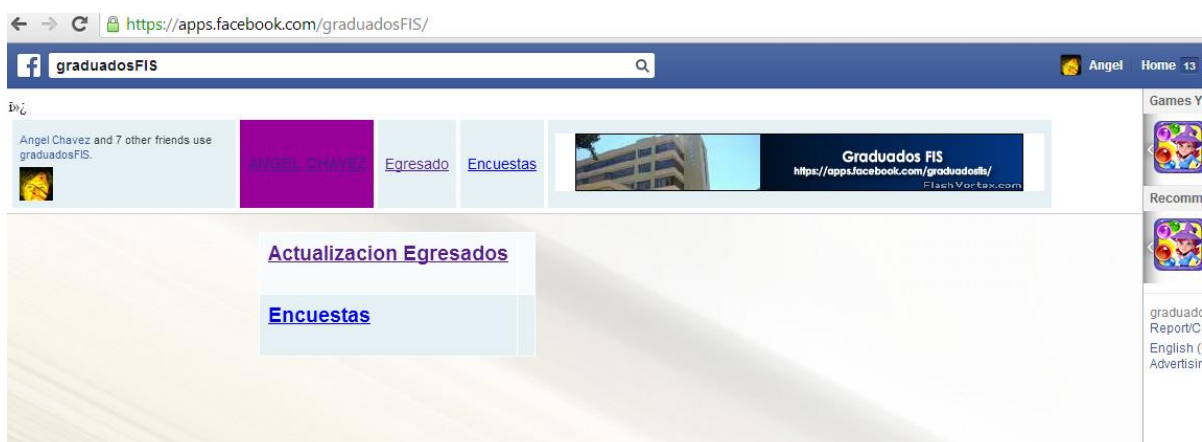 https://apps.facebook.com/graduadosFIS/
f graduadosFIS
Angel Home 13
ï»¿
Games Y
Angel Chavez and 7 other friends use
graduadosFIS.
ANGEL CHAVEZ
Egresado
Encuestas
Graduados FIS
https://apps.facebook.com/graduadosfis/
FlashVortex.com
Recomm
Actualizacion Egresados
Encuestas
graduado
Report/C
English (
Advertisin